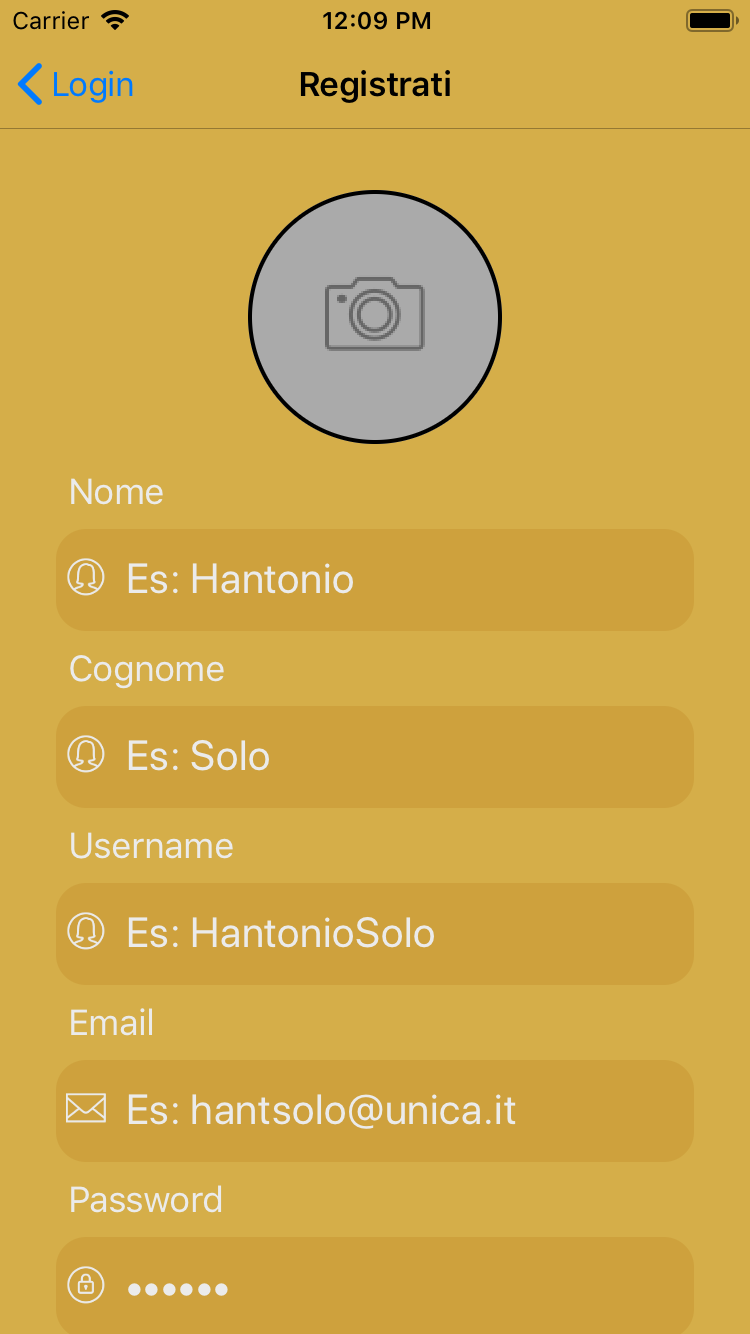 Carrier 12:09 PM
Login Registrati
Nome
Es: Hantonio
Cognome
Es: Solo
Username
Es: HantonioSolo
Email
Es: hantsolo@unica.it
Password
••••••